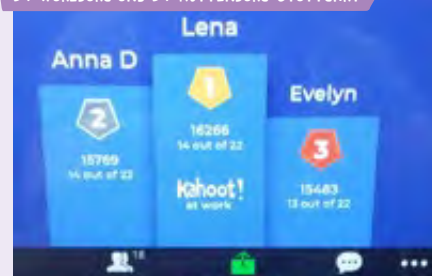 Lena
Anna D
Evelyn
1
2
3
16266
14 out of 22
15769
14 out of 22
15483
13 out of 22
Kahoot!
at work
18